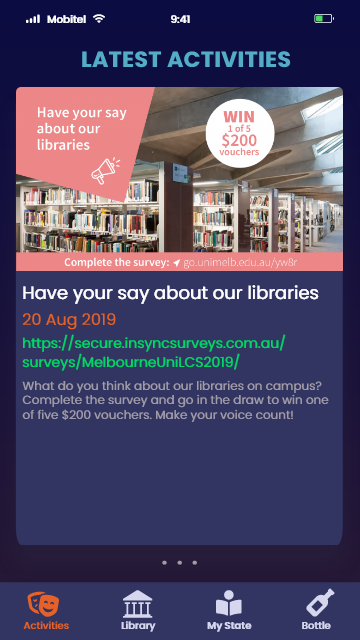 Mobitel 9:41
LATEST ACTIVITIES
Have your say
about our
libraries
WIN
1 of 5
$200
vouchers
Complete the survey: go.unimelb.edu.au/yw8r
Have your say about our libraries
20 Aug 2019
https://secure.insyncsurveys.com.au/
surveys/MelbourneUniLCS2019/
What do you think about our libraries on campus?
Complete the survey and go in the draw to win one
of five $200 vouchers. Make your voice count!
Activities Library My State Bottle